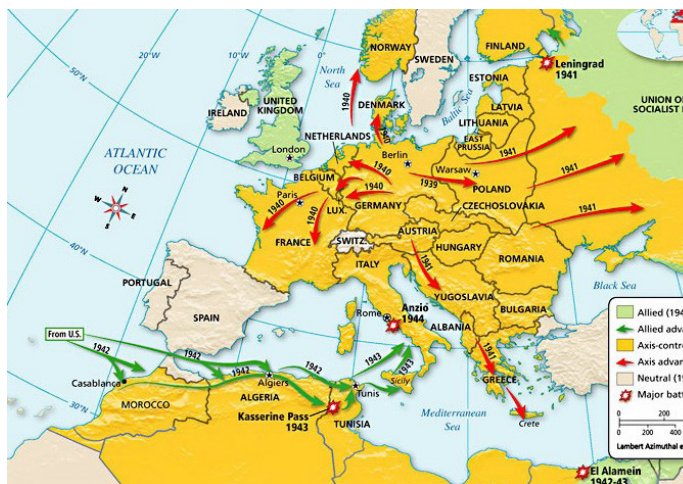 NORWAY
FINLAND
SWEDEN
Leningrad
1941
20°W
10°W
0°
50°N
North
Sea
1940
ESTONIA
UNION OF
SOCIALIST
LATVIA
Baltic Sea
DENMARK
LITHUANIA
UNITED
KINGDOM
IRELAND
EAST
PRUSSIA
NETHERLANDS
1940
London
Berlin
1941
ATLANTIC
OCEAN
BELGIUM
1940
Warsaw
1941
1940
1939
POLAND
Paris
LUX.
GERMANY
CZECHOSLOVAKIA
N
W
E
S
1940
1940
1941
FRANCE
AUSTRIA
SWITZ.
HUNGARY
ROMANIA
40°N
ITALY
1941
PORTUGAL
SPAIN
YUGOSLAVIA
Black Sea
BULGARIA
Rome
Anzio
1944
ALBANIA
From U.S.
1942
1942
1942
1942
1943
1943
1941
Casablanca
Algiers
Tunis
Sicily
GREECE
30°N
MOROCCO
ALGERIA
Kasserine Pass
1943
TUNISIA
Mediterranean
Sea
Crete
El Alamein
1942-43
Allied (194
Allied adva
Axis-contr
Axis advan
Neutral (19
Major batt
0
200
0
200
400
Lambert Azimuthal e